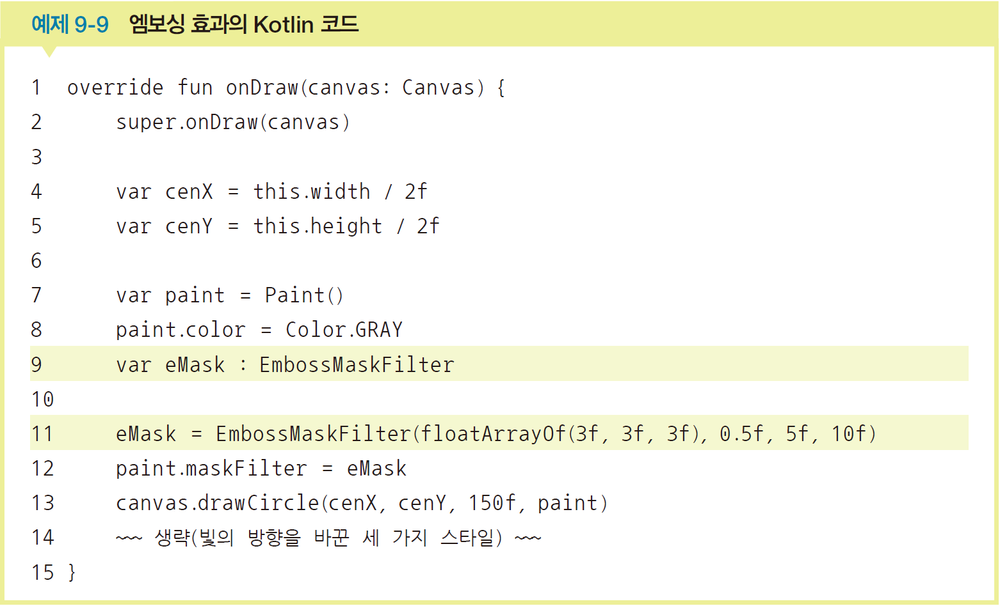 예제 9-9 엠보싱 효과의 Kotlin 코드
1 override fun onDraw(canvas: Canvas) {
2 super.onDraw(canvas)
3
4 var cenX = this.width / 2f
5 var cenY = this.height / 2f
6
7 var paint = Paint()
8 paint.color = Color.GRAY
9 var eMask : EmbossMaskFilter
10
11 eMask = EmbossMaskFilter(floatArrayOf(3f, 3f, 3f), 0.5f, 5f, 10f)
12 paint.maskFilter = eMask
13 canvas.drawCircle(cenX, cenY, 150f, paint)
14 ~~~ 생략(빛의 방향을 바꾼 세 가지 스타일) ~~~
15 }